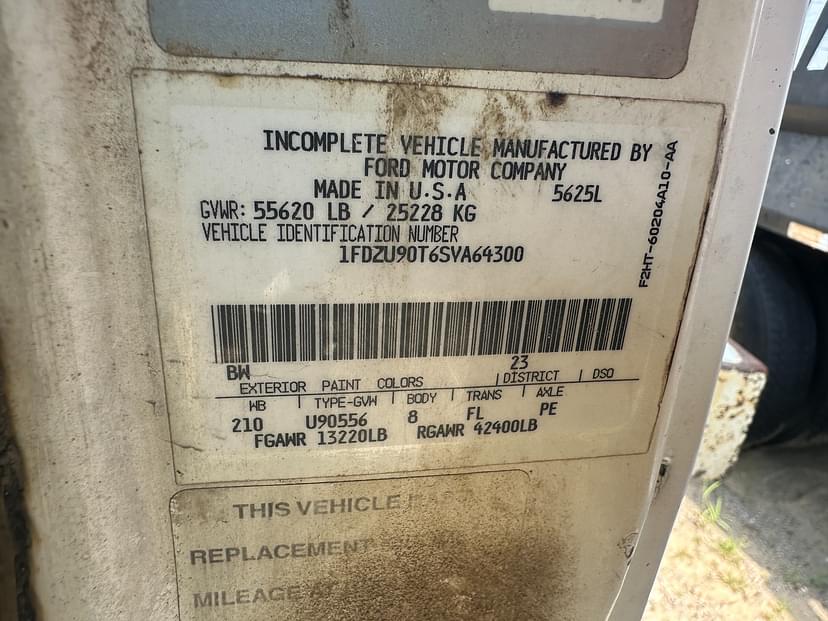 INCOMPLETE VEHICLE MANUFACTURED BY
FORD MOTOR COMPANY
MADE IN U.S.A 5625L
GVWR: 55620 LB / 25228 KG
VEHICLE IDENTIFICATION NUMBER
1FDZU90T6SVA64300
F2HT-60204A10-AA
BW 23
EXTERIOR PAINT COLORS DISTRICT DSO
WB TYPE-GVW BODY TRANS AXLE
210 U90556 8 FL PE
FGAWR 13220LB RGAWR 42400LB
THIS VEHICLE
REPLACEMENT
MILEAGE